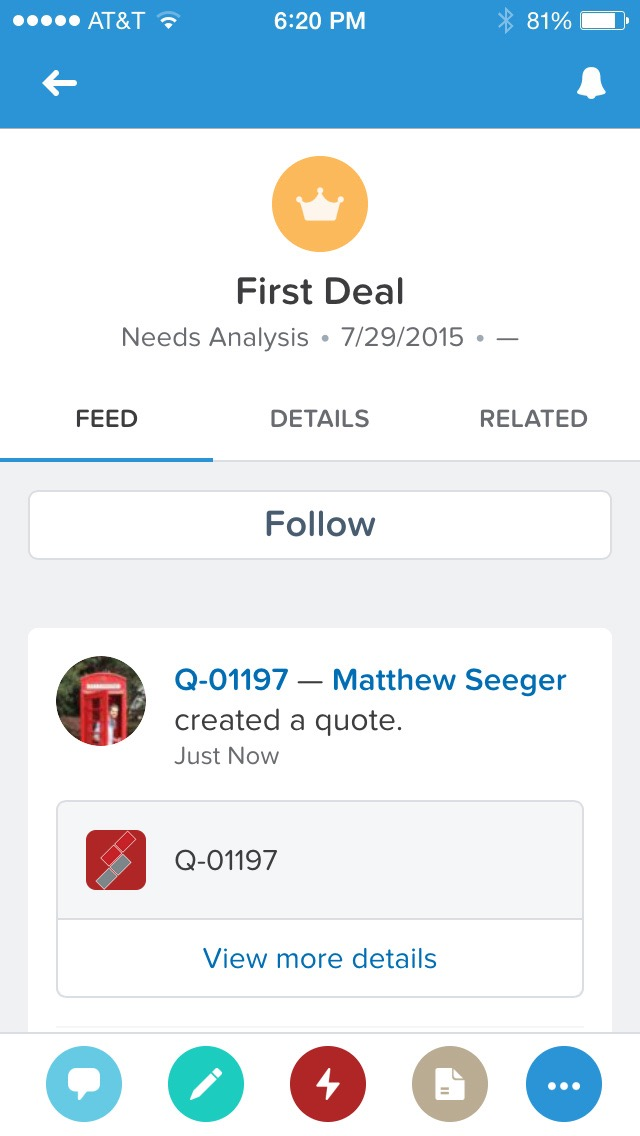 AT&T 6:20 PM 81%
First Deal
Needs Analysis • 7/29/2015 • —
FEED DETAILS RELATED
Follow
Q-01197 — Matthew Seeger
created a quote.
Just Now
Q-01197
View more details